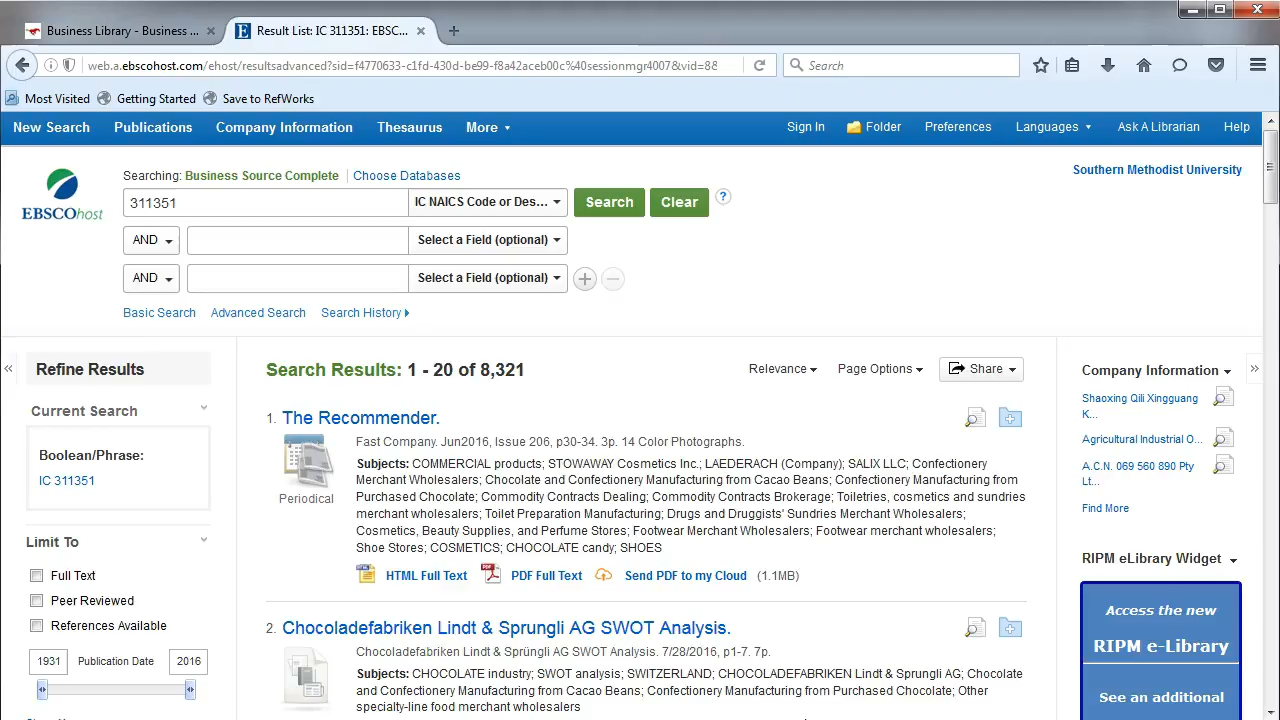 Business Library - Business ...
Result List: IC 311351: EBSC...
web.a.ebscohost.com/ehost/resultsadvanced?sid=f4770633-c1fd-430d-be99-f8a42aceb00c%40sessionmgr4007&vid=88
Search
Most Visited Getting Started Save to RefWorks
New Search Publications Company Information Thesaurus More Sign In Folder Preferences Languages Ask A Librarian Help
Searching: Business Source Complete Choose Databases
Southern Methodist University
EBSCOhost
311351 IC NAICS Code or Des... Search Clear ?
AND Select a Field (optional)
AND Select a Field (optional)
Basic Search Advanced Search Search History
Refine Results
Current Search
Boolean/Phrase:
IC 311351
Limit To
Full Text
Peer Reviewed
References Available
1931 Publication Date 2016
Search Results: 1 - 20 of 8,321
Relevance Page Options Share
1. The Recommender.
Periodical
Fast Company. Jun2016, Issue 206, p30-34. 3p. 14 Color Photographs.
Subjects: COMMERCIAL products; STOWAWAY Cosmetics Inc.; LAEDERACH (Company); SALIX LLC; Confectionery
Merchant Wholesalers; Chocolate and Confectionery Manufacturing from Cacao Beans; Confectionery Manufacturing from
Purchased Chocolate; Commodity Contracts Dealing; Commodity Contracts Brokerage; Toiletries, cosmetics and sundries
merchant wholesalers; Toilet Preparation Manufacturing; Drugs and Druggists' Sundries Merchant Wholesalers;
Cosmetics, Beauty Supplies, and Perfume Stores; Footwear Merchant Wholesalers; Footwear merchant wholesalers;
Shoe Stores; COSMETICS; CHOCOLATE candy; SHOES
HTML Full Text PDF Full Text Send PDF to my Cloud (1.1MB)
2. Chocoladefabriken Lindt & Sprungli AG SWOT Analysis.
Chocoladefabriken Lindt & Sprüngli AG SWOT Analysis. 7/28/2016, p1-7. 7p.
Subjects: CHOCOLATE industry; SWOT analysis; SWITZERLAND; CHOCOLADEFABRIKEN Lindt & Sprungli AG; Chocolate
and Confectionery Manufacturing from Cacao Beans; Confectionery Manufacturing from Purchased Chocolate; Other
specialty-line food merchant wholesalers
Company Information
Shaoxing Qili Xingguang
K...
Agricultural Industrial O...
A.C.N. 069 560 890 Pty
Lt...
Find More
RIPM eLibrary Widget
Access the new
RIPM e-Library
See an additional